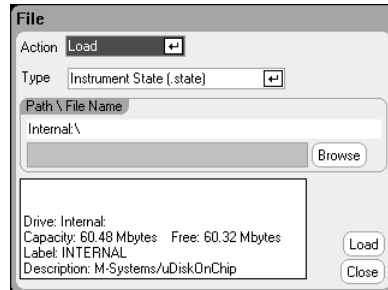 File
Action Load
Type Instrument State (.state)
Path \ File Name
Internal:\
Browse
Drive: Internal:
Capacity: 60.48 Mbytes Free: 60.32 Mbytes
Label: INTERNAL
Description: M-Systems/uDiskOnChip
Load
Close